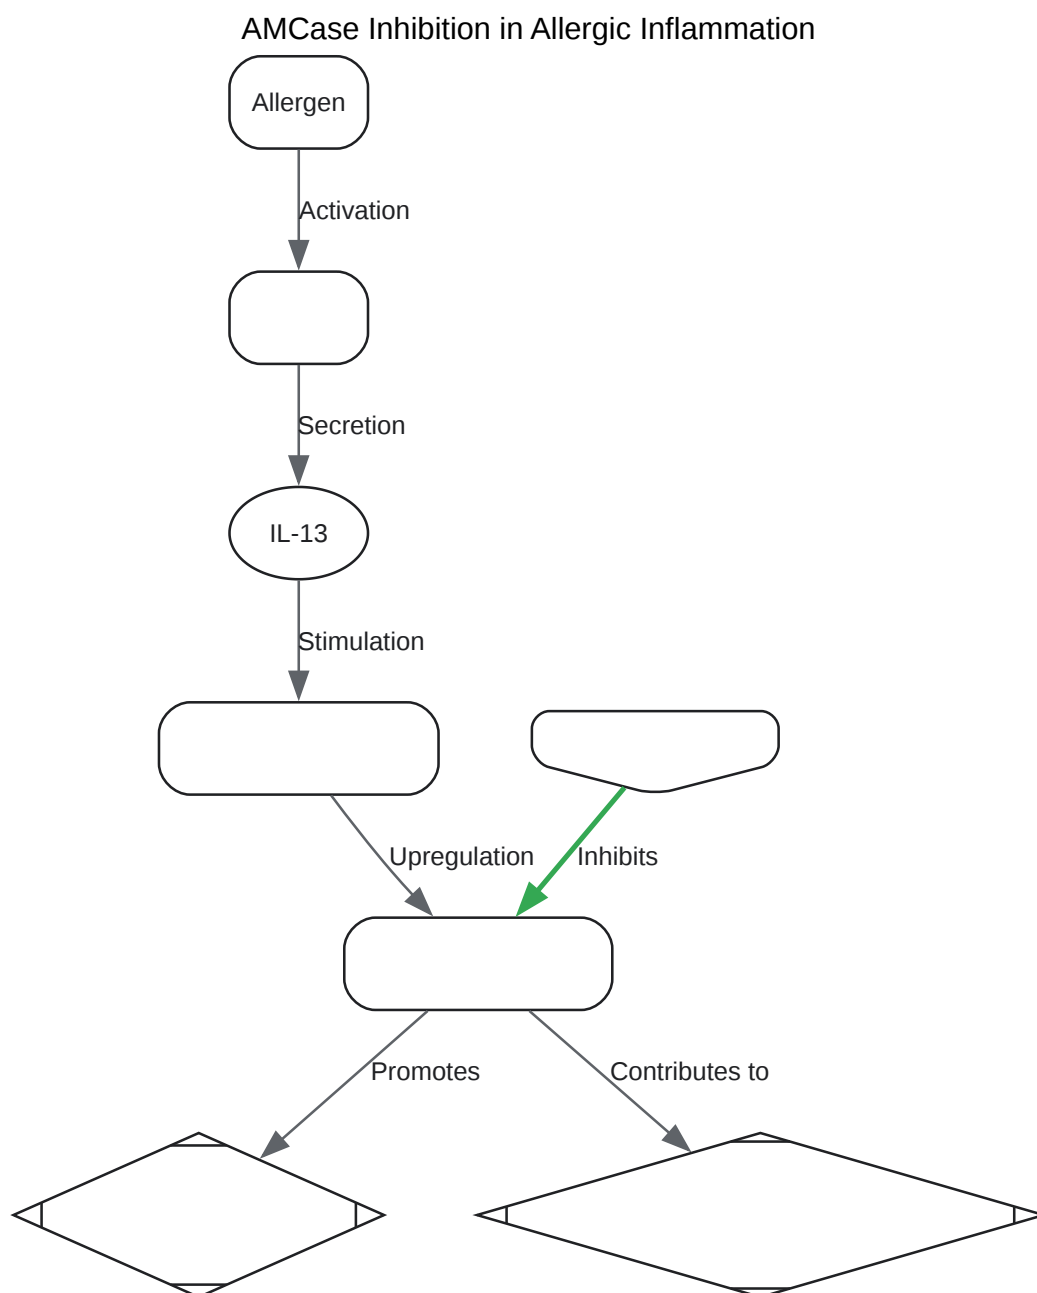 AMCase Inhibition in Allergic Inflammation
Allergen
Activation
Secretion
IL-13
Stimulation
Upregulation
Inhibits
Promotes
Contributes to